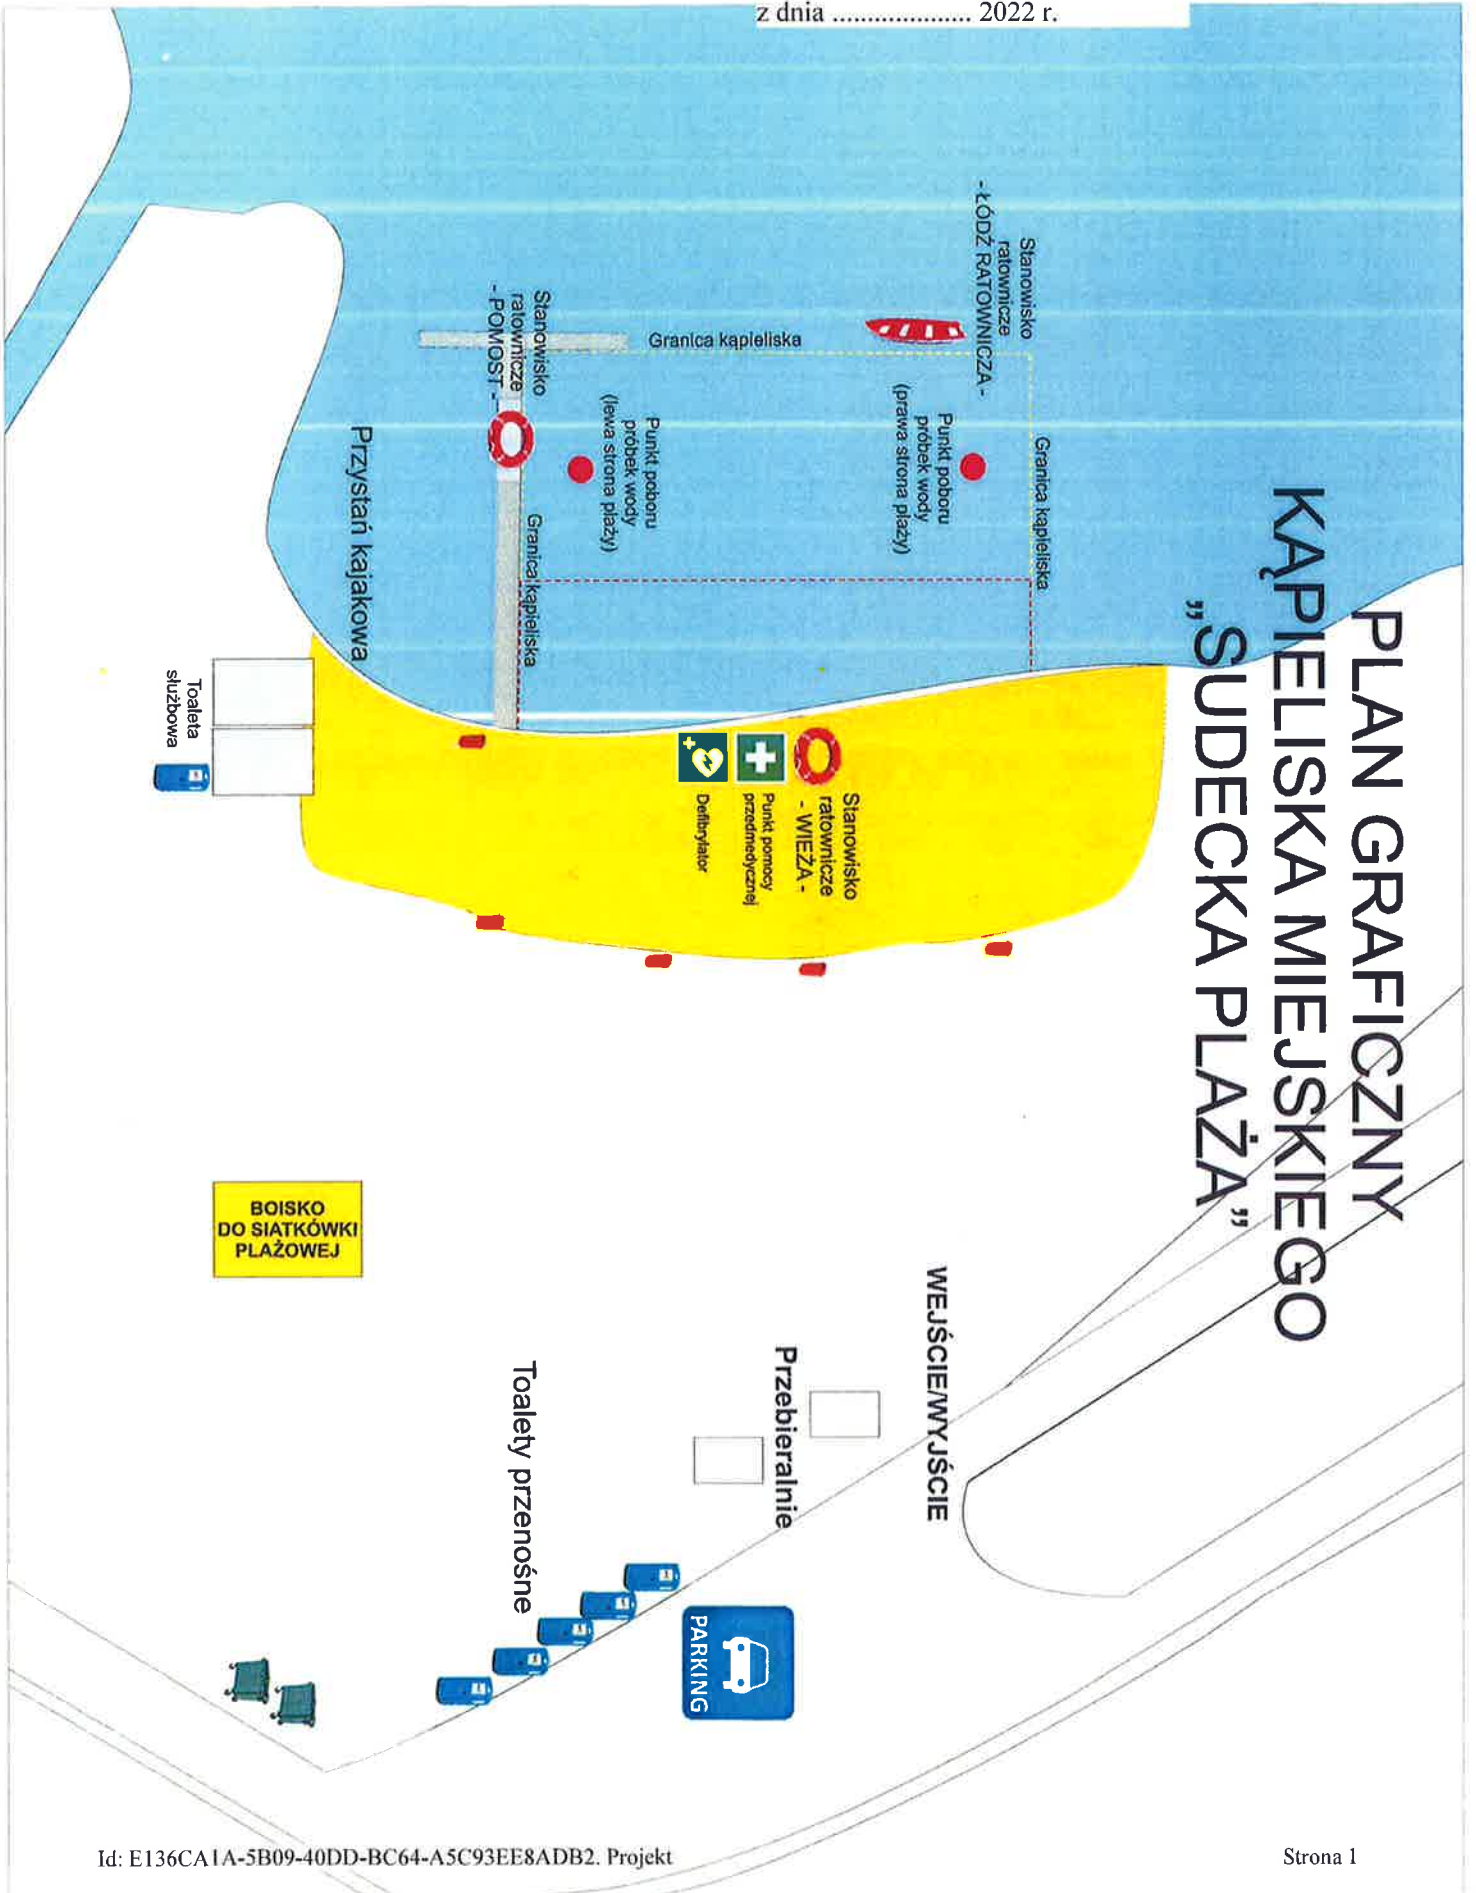 z dnia .................... 2022 r.
PLAN GRAFICZNY
KĄPIELISKA MIEJSKIEGO
„SUDECKA PLAŻA”
Stanowisko
ratownicze
- ŁÓDŹ RATOWNICZA -
Granica kąpieliska
Punkt poboru
próbek wody
(prawa strona plaży)
Granica kąpieliska
Punkt poboru
próbek wody
(lewa strona plaży)
Stanowisko
ratownicze
- POMOST -
Granica kąpieliska
Przystań kajakowa
Toaleta
służbowa
Stanowisko
ratownicze
- WIEŻA -
Punkt pomocy
przedmedycznej
Defibrylator
BOISKO
DO SIATKÓWKI
PLAŻOWEJ
WEJŚCIE/WYJŚCIE
Przebieralnie
Toalety przenośne
PARKING
Id: E136CA1A-5B09-40DD-BC64-A5C93EE8ADB2. Projekt
Strona 1